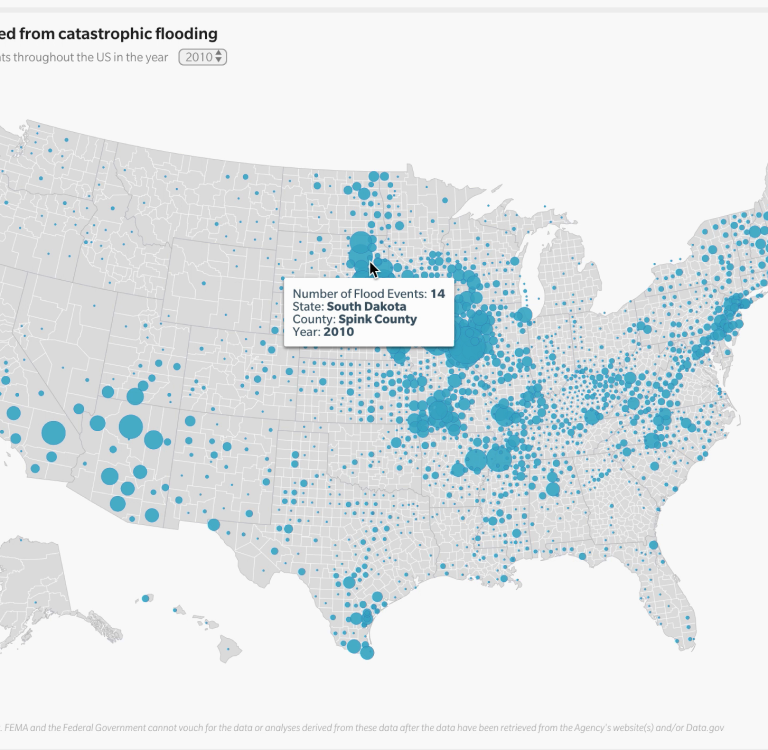 ed from catastrophic flooding
nts throughout the US in the year 2010
Number of Flood Events: 14
State: South Dakota
County: Spink County
Year: 2010
. FEMA and the Federal Government cannot vouch for the data or analyses derived from these data after the data have been retrieved from the Agency's website(s) and/or Data.gov